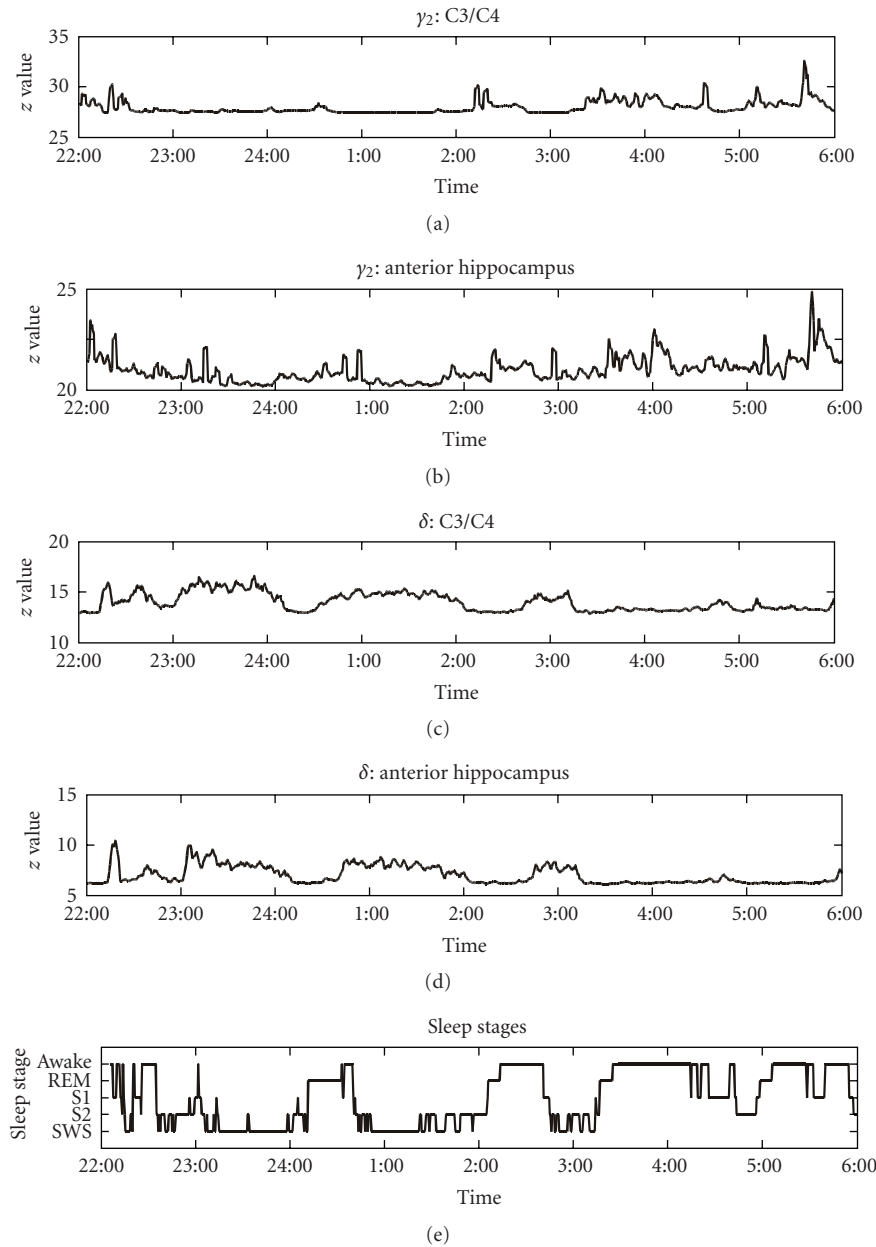 γ₂: C3/C4
35
30
25
z value
22:00 23:00 24:00 1:00 2:00 3:00 4:00 5:00 6:00
Time
(a)
γ₂: anterior hippocampus
25
20
z value
22:00 23:00 24:00 1:00 2:00 3:00 4:00 5:00 6:00
Time
(b)
δ: C3/C4
20
15
10
z value
22:00 23:00 24:00 1:00 2:00 3:00 4:00 5:00 6:00
Time
(c)
δ: anterior hippocampus
15
10
5
z value
22:00 23:00 24:00 1:00 2:00 3:00 4:00 5:00 6:00
Time
(d)
Sleep stages
Awake
REM
S1
S2
SWS
Sleep stage
22:00 23:00 24:00 1:00 2:00 3:00 4:00 5:00 6:00
Time
(e)